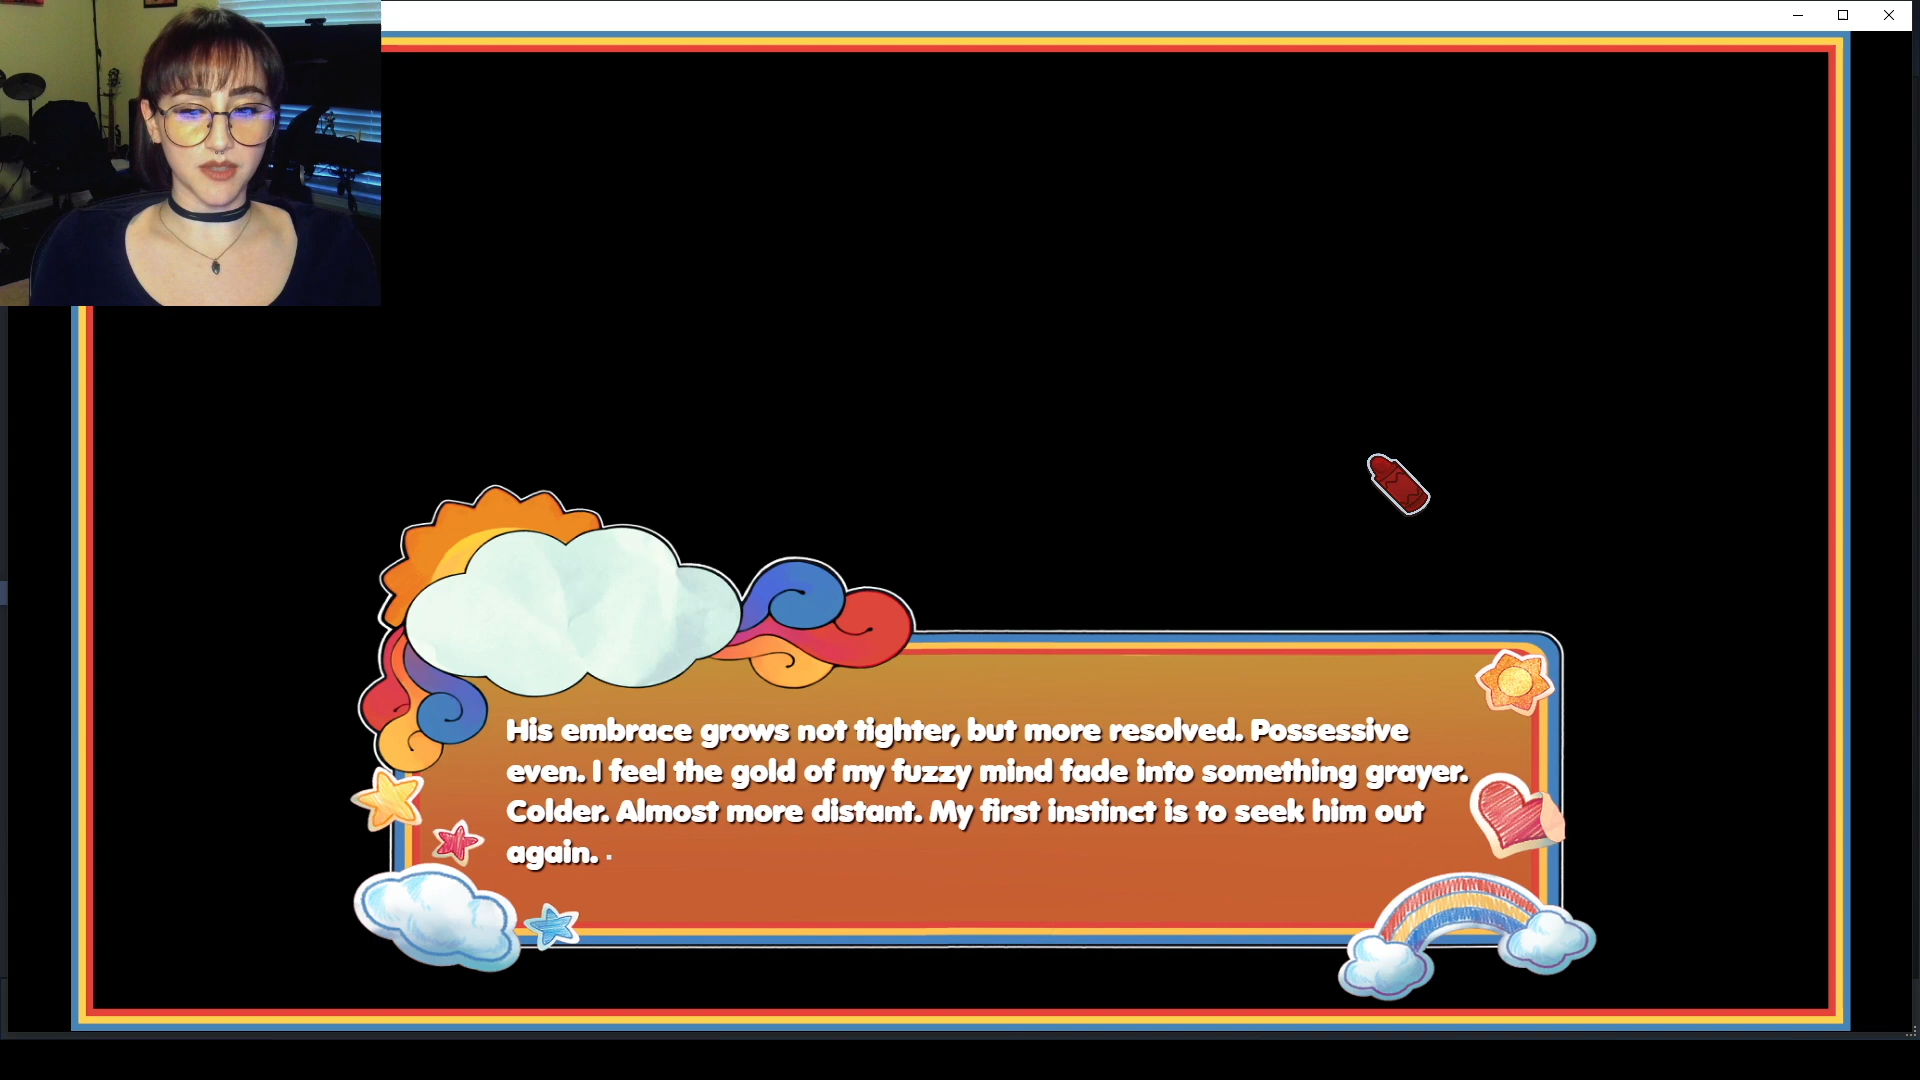 His embrace grows not tighter, but more resolved. Possessive
even. I feel the gold of my fuzzy mind fade into something grayer.
Colder. Almost more distant. My first instinct is to seek him out
again.